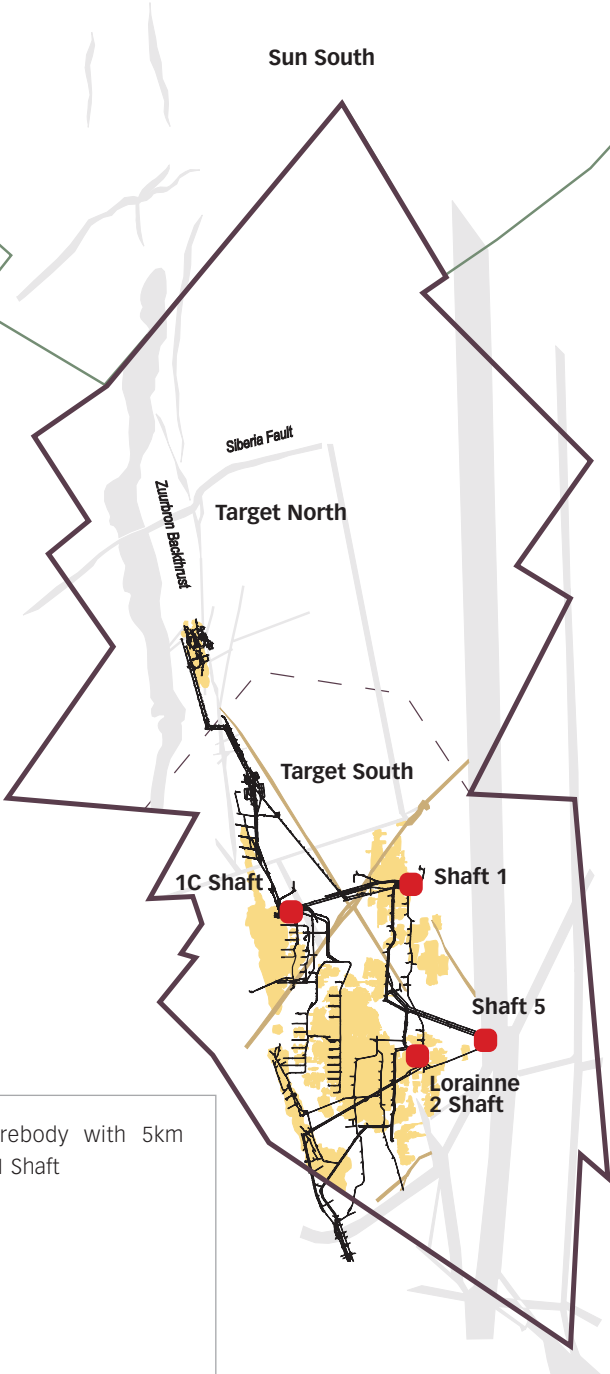 Sun South
Siberia Fault
Zuurbron Backthrust
Target North
Target South
1C Shaft
Shaft 1
Shaft 5
Lorainne
2 Shaft
rebody with 5km
Shaft